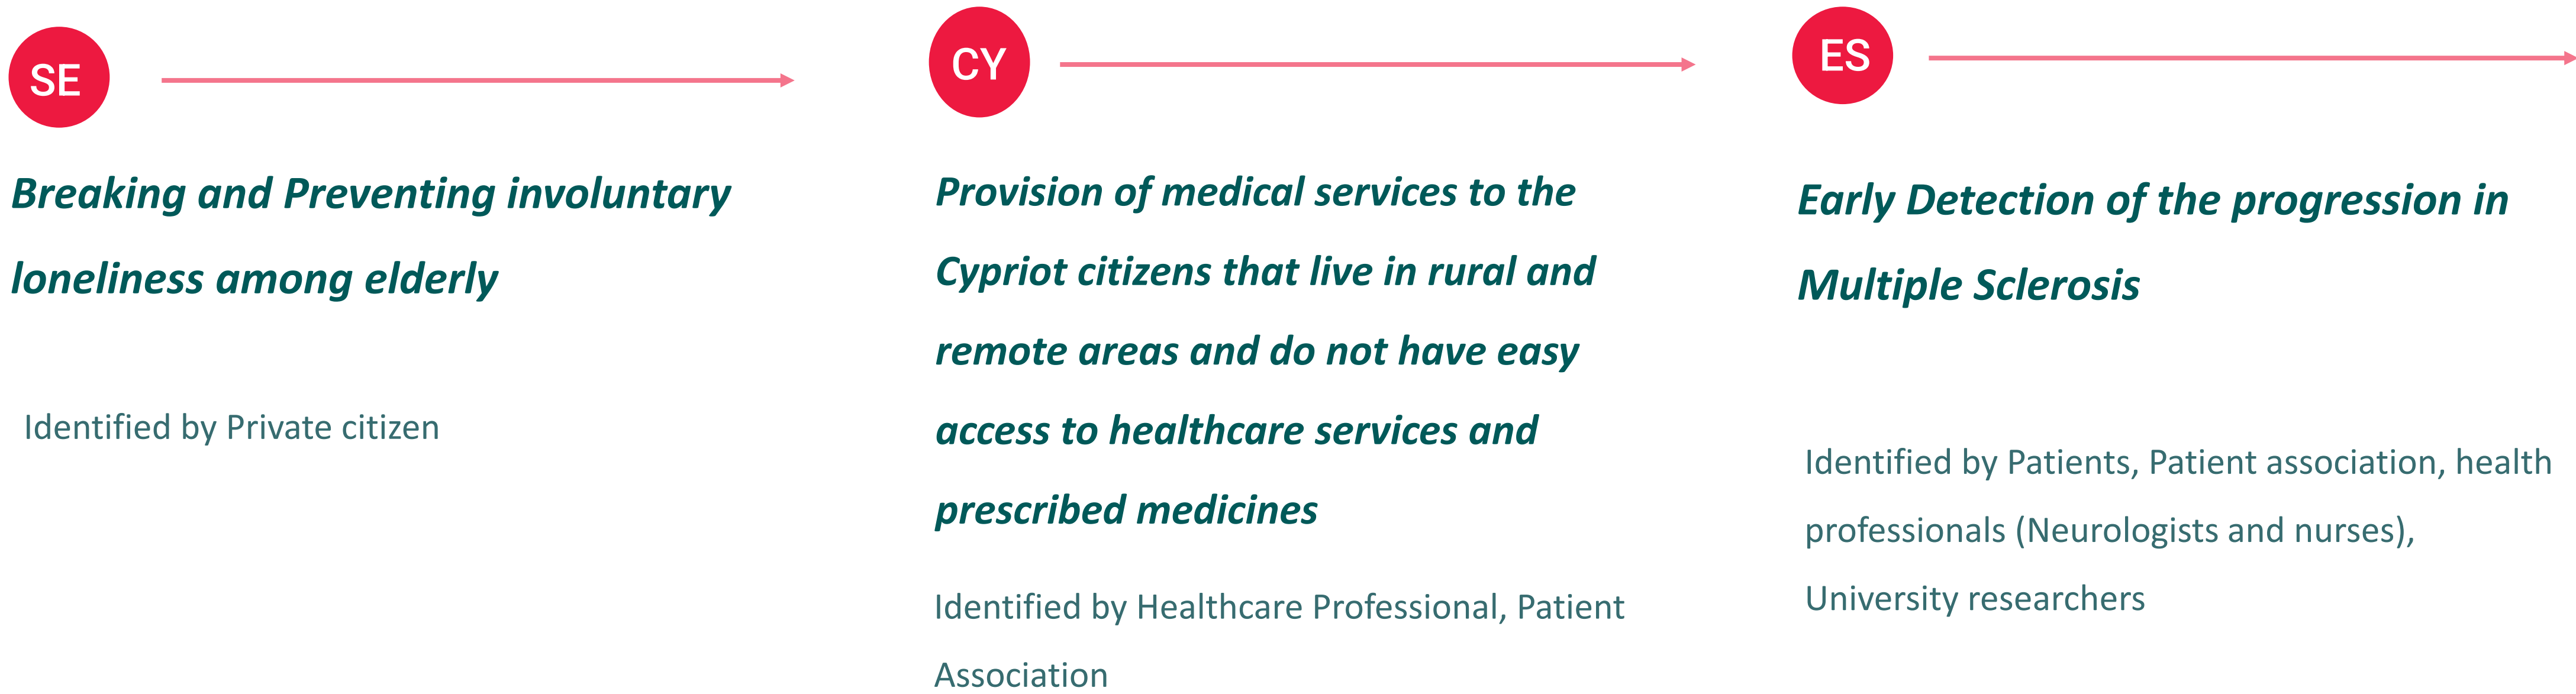 SE
Breaking and Preventing involuntary
loneliness among elderly
Identified by Private citizen
CY
Provision of medical services to the
Cypriot citizens that live in rural and
remote areas and do not have easy
access to healthcare services and
prescribed medicines
Identified by Healthcare Professional, Patient
Association
ES
Early Detection of the progression in
Multiple Sclerosis
Identified by Patients, Patient association, health
professionals (Neurologists and nurses),
University researchers